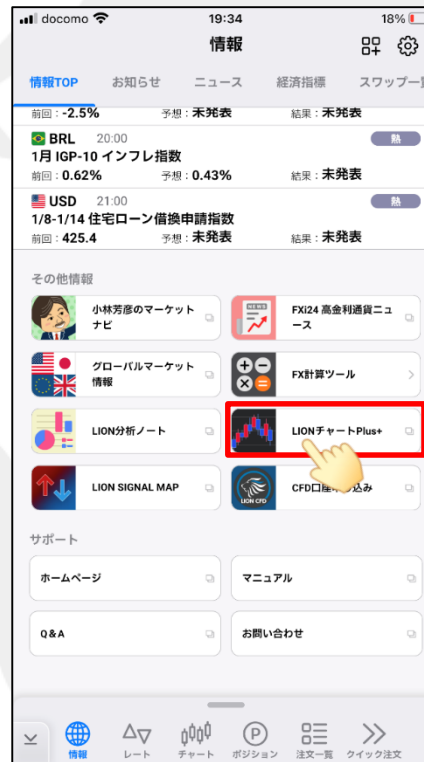 docomo 19:34 18%
情報
情報TOP お知らせ ニュース 経済指標 スワップ一
前回：-2.5% 予想：未発表 結果：未発表
BRL 20:00 熱
1月 IGP-10 インフレ指数
前回：0.62% 予想：0.43% 結果：未発表
USD 21:00 熱
1/8-1/14 住宅ローン借換申請指数
前回：425.4 予想：未発表 結果：未発表
その他情報
小林芳彦のマーケット
ナビ
NEWS
FXi24 高金利通貨ニュ
ース
グローバルマーケット
情報
FX計算ツール
LION分析ノート
LIONチャートPlus+
LION SIGNAL MAP
LION CFD
CFD口座 込み
サポート
ホームページ
マニュアル
Q&A
お問い合わせ
情報 レート チャート ポジション 注文一覧 クイック注文